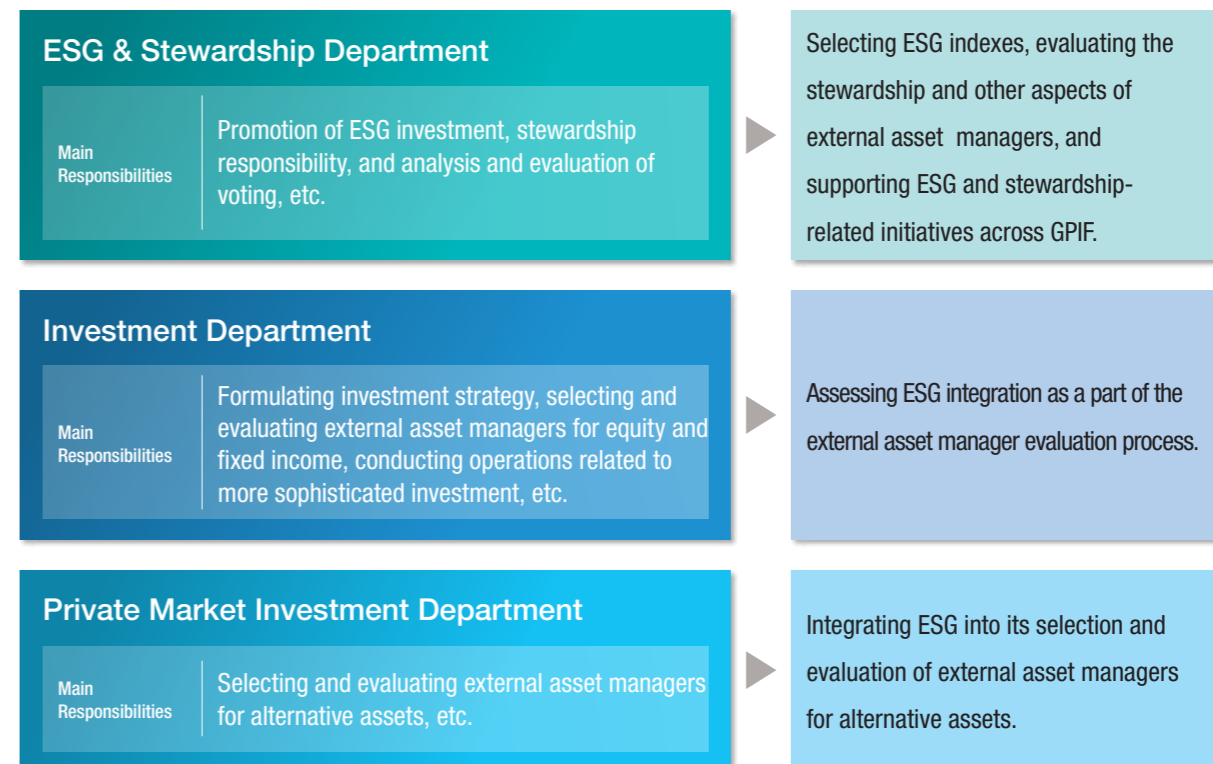 ESG & Stewardship Department
Main
Responsibilities
Promotion of ESG investment, stewardship
responsibility, and analysis and evaluation of
voting, etc.
Selecting ESG indexes, evaluating the
stewardship and other aspects of
external asset managers, and
supporting ESG and stewardship-
related initiatives across GPIF.
Investment Department
Main
Responsibilities
Formulating investment strategy, selecting and
evaluating external asset managers for equity and
fixed income, conducting operations related to
more sophisticated investment, etc.
Assessing ESG integration as a part of the
external asset manager evaluation process.
Private Market Investment Department
Main
Responsibilities
Selecting and evaluating external asset managers
for alternative assets, etc.
Integrating ESG into its selection and
evaluation of external asset managers
for alternative assets.